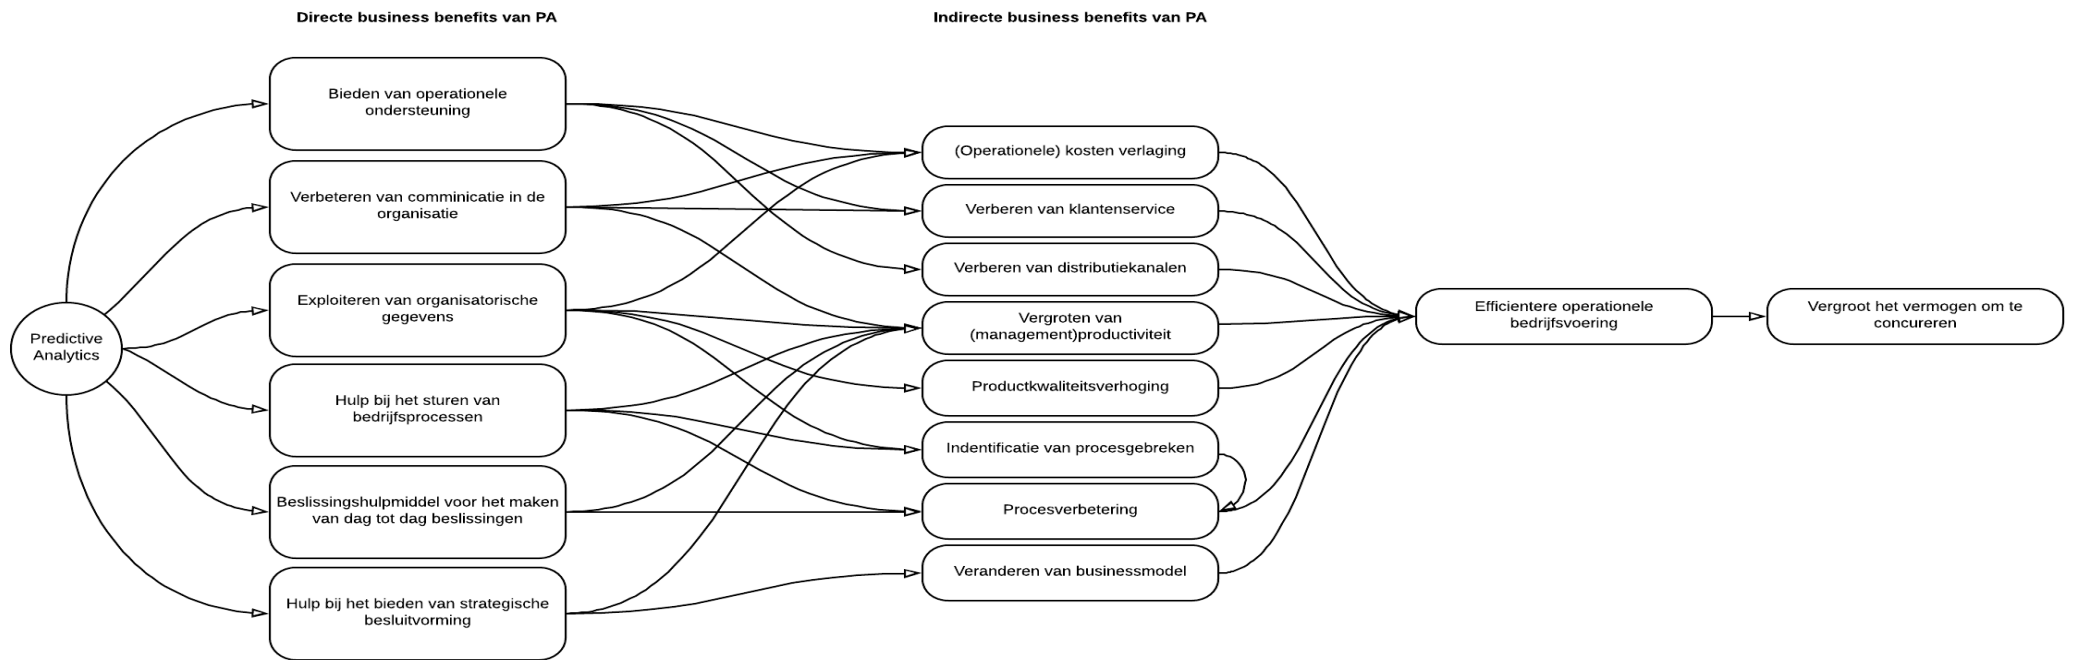 Directe business benefits van PA
Indirecte business benefits van PA
Predictive
Analytics
Bieden van operationele
ondersteuning
Verbeteren van comminicatie in de
organisatie
Exploiteren van organisatorische
gegevens
Hulp bij het sturen van
bedrijfsprocessen
Beslissingshulpmiddel voor het maken
van dag tot dag beslissingen
Hulp bij het bieden van strategische
besluitvorming
(Operationele) kosten verlaging
Verberen van klantenservice
Verberen van distributiekanalen
Vergroten van
(management)productiviteit
Productkwaliteitsverhoging
Indentificatie van procesgebreken
Procesverbetering
Veranderen van businessmodel
Efficientere operationele
bedrijfsvoering
Vergroot het vermogen om te
concureren